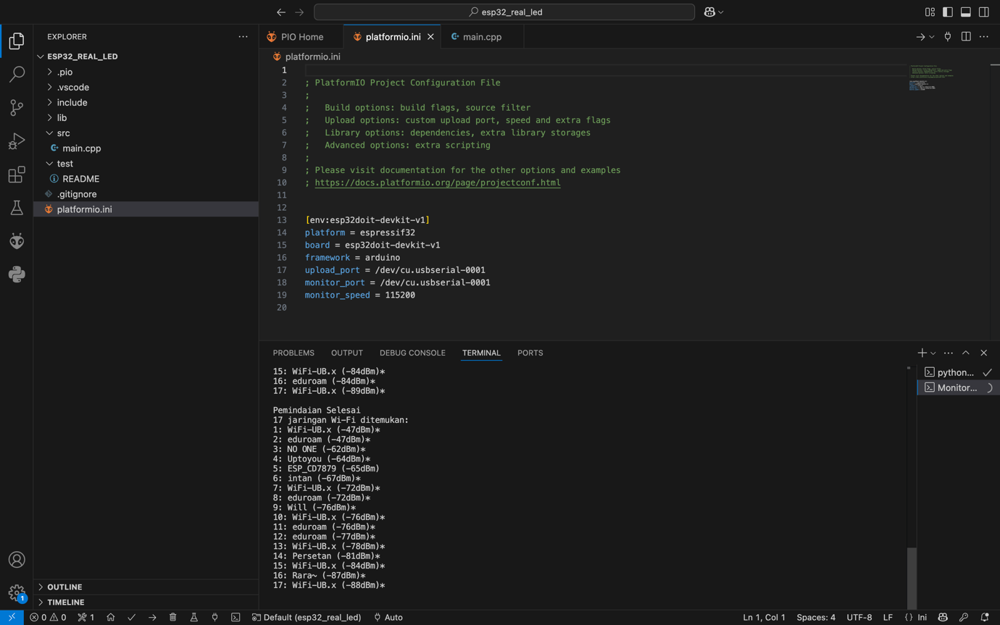 esp32_real_led
EXPLORER
ESP32_REAL_LED
.pio
.vscode
include
lib
src
main.cpp
test
README
.gitignore
platformio.ini
OUTLINE
TIMELINE
1
PIO Home
platformio.ini
main.cpp
platformio.ini
1
2 ; PlatformIO Project Configuration File
3 ;
4 ;   Build options: build flags, source filter
5 ;   Upload options: custom upload port, speed and extra flags
6 ;   Library options: dependencies, extra library storages
7 ;   Advanced options: extra scripting
8 ;
9 ; Please visit documentation for the other options and examples
10 ; https://docs.platformio.org/page/projectconf.html
11
12
13 [env:esp32doit-devkit-v1]
14 platform = espressif32
15 board = esp32doit-devkit-v1
16 framework = arduino
17 upload_port = /dev/cu.usbserial-0001
18 monitor_port = /dev/cu.usbserial-0001
19 monitor_speed = 115200
20
PROBLEMS OUTPUT DEBUG CONSOLE TERMINAL PORTS
15: WiFi-UB.x (-84dBm)*
16: eduroam (-84dBm)*
17: WiFi-UB.x (-89dBm)*
Pemindaian Selesai
17 jaringan Wi-Fi ditemukan:
1: WiFi-UB.x (-47dBm)*
2: eduroam (-47dBm)*
3: NO ONE (-62dBm)*
4: Uptoyou (-64dBm)*
5: ESP_CD7879 (-65dBm)
6: intan (-67dBm)*
7: WiFi-UB.x (-72dBm)*
8: eduroam (-72dBm)*
9: Will (-76dBm)*
10: WiFi-UB.x (-76dBm)*
11: eduroam (-76dBm)*
12: eduroam (-77dBm)*
13: WiFi-UB.x (-78dBm)*
14: Persetan (-81dBm)*
15: WiFi-UB.x (-84dBm)*
16: Rara~ (-87dBm)*
17: WiFi-UB.x (-88dBm)*
python...
Monitor...
0 0 1 Default (esp32_real_led) Auto Ln 1, Col 1 Spaces: 4 UTF-8 LF {} Ini